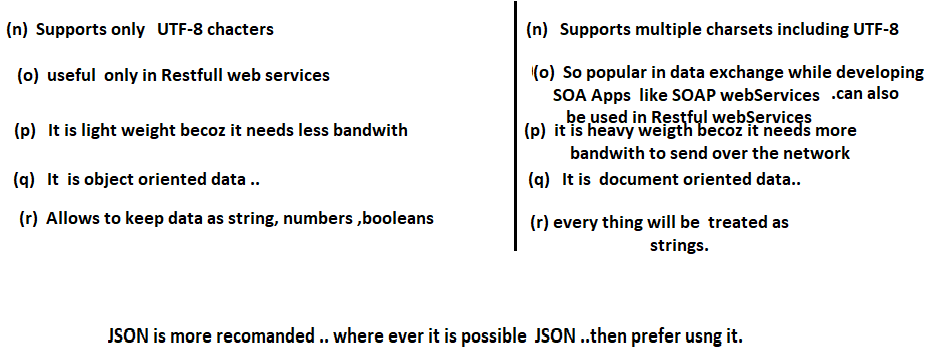 (n) Supports only UTF-8 chacters
(o) useful only in Restfull web services
(p) It is light weight becoz it needs less bandwith
(q) It is object oriented data ..
(r) Allows to keep data as string, numbers ,booleans
(n) Supports multiple charsets including UTF-8
(o) So popular in data exchange while developing
SOA Apps like SOAP webServices .can also
be used in Restful webServices
(p) it is heavy weigth becoz it needs more
bandwith to send over the network
(q) It is document oriented data..
(r) every thing will be treated as
strings.
JSON is more recomanded .. where ever it is possible JSON ..then prefer usng it.